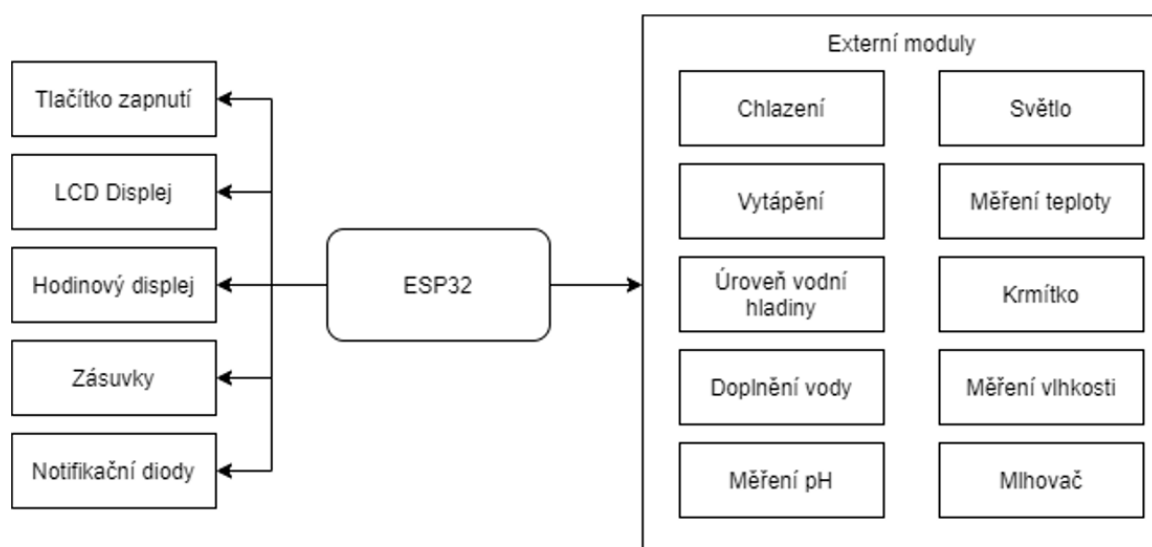 Tlačítko zapnutí
LCD Displej
Hodinový displej
Zásuvky
Notifikační diody
ESP32
Externí moduly
Chlazení
Světlo
Vytápění
Měření teploty
Úroveň vodní
hladiny
Krmítko
Doplnění vody
Měření vlhkosti
Měření pH
Mlhovač